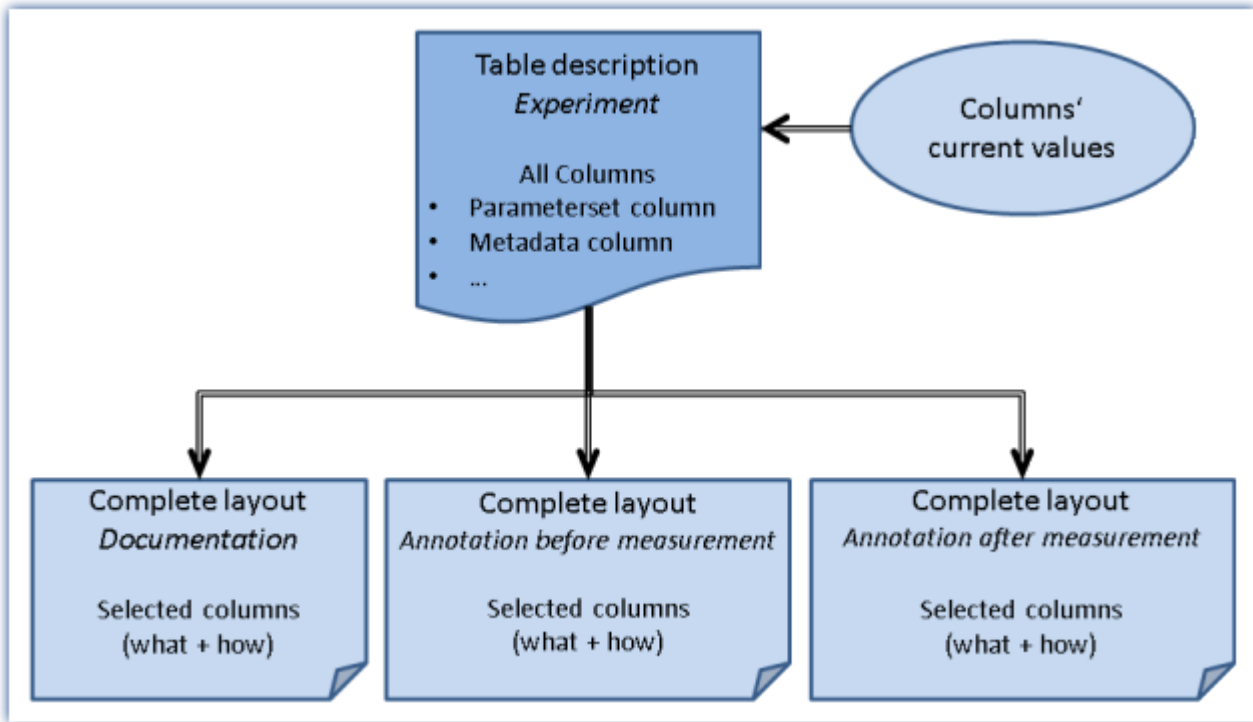 Table description
Experiment
All Columns
• Parameterset column
• Metadata column
• ...
Columns‘
current values
Complete layout
Documentation
Selected columns
(what + how)
Complete layout
Annotation before measurement
Selected columns
(what + how)
Complete layout
Annotation after measurement
Selected columns
(what + how)